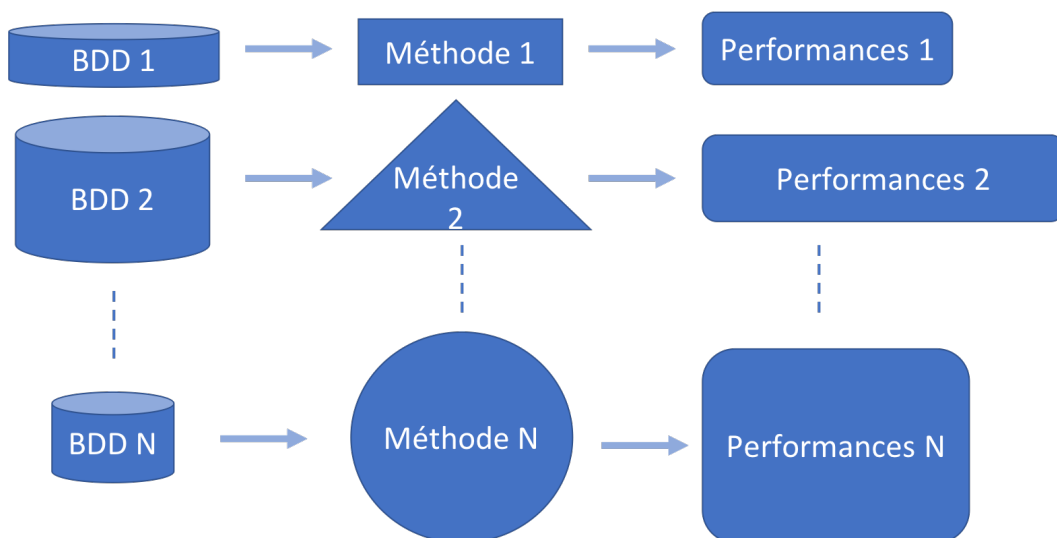 BDD 1
Méthode 1
Performances 1
BDD 2
Méthode
2
Performances 2
BDD N
Méthode N
Performances N